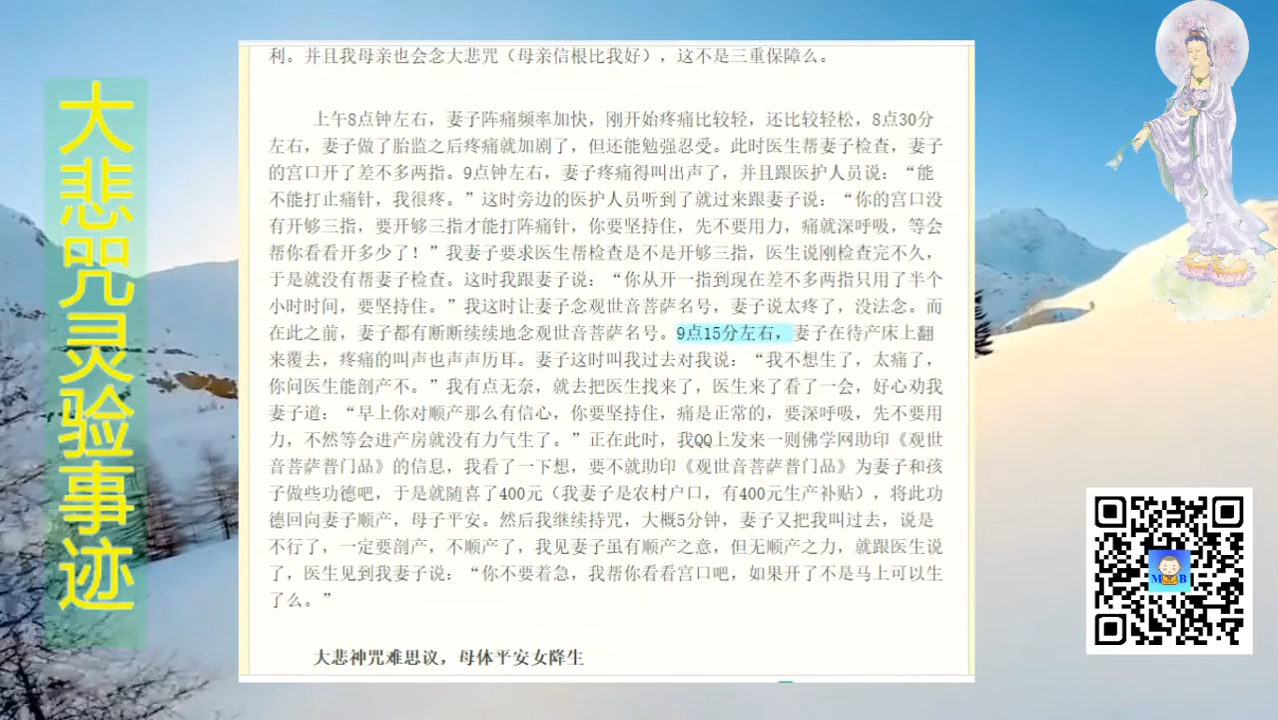 大悲咒灵验事迹
利。并且我母亲也会念大悲咒（母亲信根比我好），这不是三重保障么。
上午8点钟左右，妻子阵痛频率加快，刚开始疼痛比较轻，还比较轻松，8点30分
左右，妻子做了胎监之后疼痛就加剧了，但还能勉强忍受。此时医生帮妻子检查，妻子
的宫口开了差不多两指。9点钟左右，妻子疼痛得叫出声了，并且跟医护人员说：“能
不能打止痛针，我很疼。”这时旁边的医护人员听到了就过来跟妻子说：“你的宫口没
有开够三指，要开够三指才能打阵痛针，你要坚持住，先不要用力，痛就深呼吸，等会
帮你看看开多少了！”我妻子要求医生帮检查是不是开够三指，医生说刚检查完不久，
于是就没有帮妻子检查。这时我跟妻子说：“你从开一指到现在差不多两指只用了半个
小时时间，要坚持住。”我这时让妻子念观世音菩萨名号，妻子说太疼了，没法念。而
在此之前，妻子都有断断续续地念观世音菩萨名号。9点15分左右，妻子在待产床上翻
来覆去，疼痛的叫声也声声历耳。妻子这时叫我过去对我说：“我不想生了，太痛了，
你问医生能剖产不。”我有点无奈，就去把医生找来了，医生来了看了一会，好心劝我
妻子道：“早上你对顺产那么有信心，你要坚持住，痛是正常的，要深呼吸，先不要用
力，不然等会进产房就没有力气生了。”正在此时，我QQ上发来一则佛学网助印《观世
音菩萨普门品》的信息，我看了一下想，要不就助印《观世音菩萨普门品》为妻子和孩
子做些功德吧，于是就随喜了400元（我妻子是农村户口，有400元生产补贴），将此功
德回向妻子顺产，母子平安。然后我继续持咒，大概5分钟，妻子又把我叫过去，说是
不行了，一定要剖产，不顺产了，我见妻子虽有顺产之意，但无顺产之力，就跟医生说
了，医生见到我妻子说：“你不要着急，我帮你看看宫口吧，如果开了不是马上可以生
了么。”
大悲神咒难思议，母体平安女降生
M B